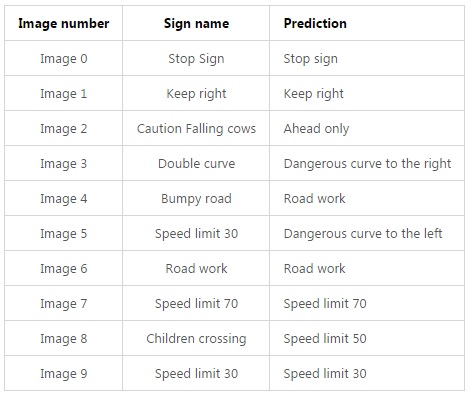 Image number Sign name Prediction
Image 0 Stop Sign Stop sign
Image 1 Keep right Keep right
Image 2 Caution Falling cows Ahead only
Image 3 Double curve Dangerous curve to the right
Image 4 Bumpy road Road work
Image 5 Speed limit 30 Dangerous curve to the left
Image 6 Road work Road work
Image 7 Speed limit 70 Speed limit 70
Image 8 Children crossing Speed limit 50
Image 9 Speed limit 30 Speed limit 30